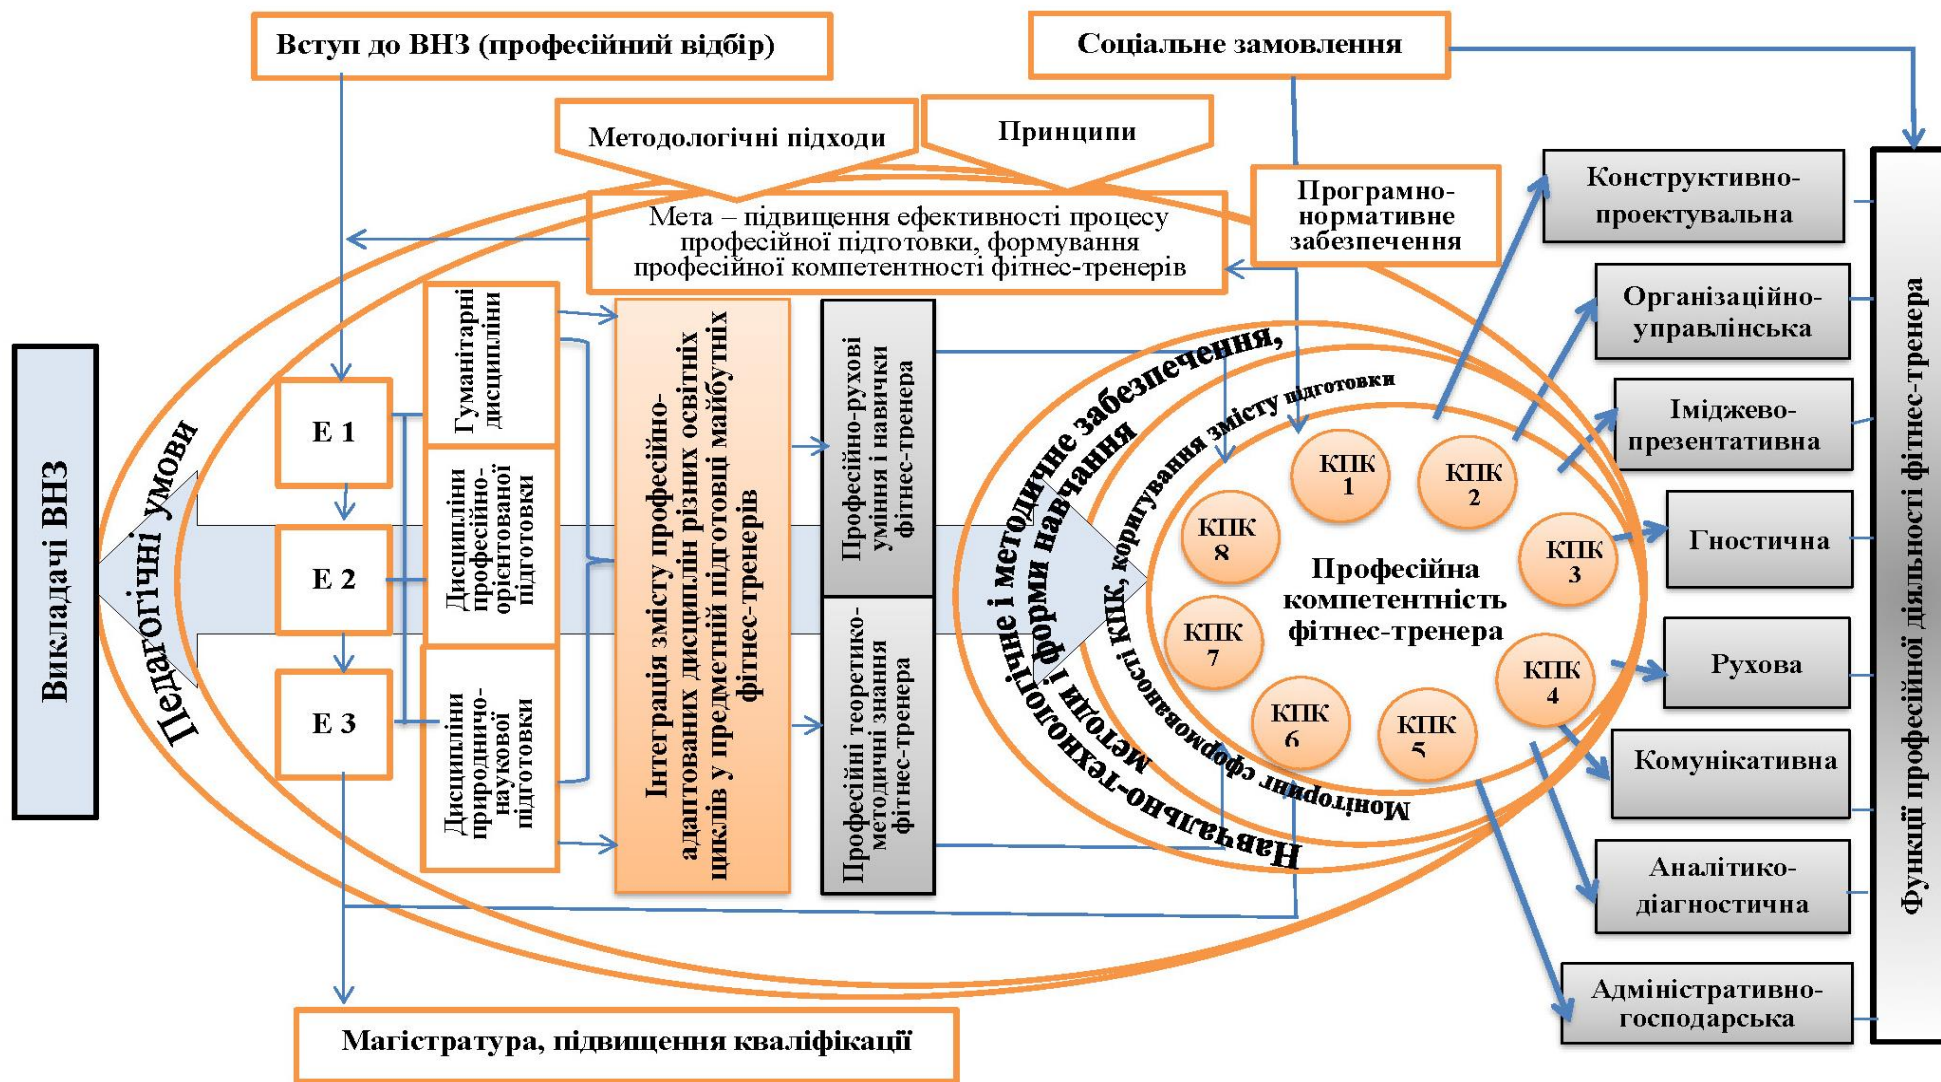 Вступ до ВНЗ (професійний відбір)
Соціальне замовлення
Методологічні підходи
Принципи
Програмно-
нормативне
забезпечення
Мета – підвищення ефективності процесу
професійної підготовки, формування
професійної компетентності фітнес-тренерів
Викладачі ВНЗ
Педагогічні умови
Е 1
Е 2
Е 3
Гуманітарні
дисципліни
Дисципліни
професійно-
орієнтованої
підготовки
Дисципліни
природничо-
наукової
підготовки
Інтеграція змісту професійно-
адаптованих дисциплін різних освітніх
циклів у предметній підготовці майбутніх
фітнес-тренерів
Професійно-рухові
уміння і навички
фітнес-тренера
Професійні теоретико-
методичні знання
фітнес-тренера
Навчально-технологічне і методичне забезпечення,
Методи і форми навчання
Моніторинг сформованості КПК, коригування змісту підготовки
КПК
1
КПК
2
КПК
3
КПК
4
КПК
5
КПК
6
КПК
7
КПК
8
Професійна
компетентність
фітнес-тренера
Конструктивно-
проектувальна
Організаційно-
управлінська
Іміджево-
презентативна
Гностична
Рухова
Комунікативна
Аналітико-
діагностична
Адміністративно-
господарська
Функції професійної діяльності фітнес-тренера
Магістратура, підвищення кваліфікації